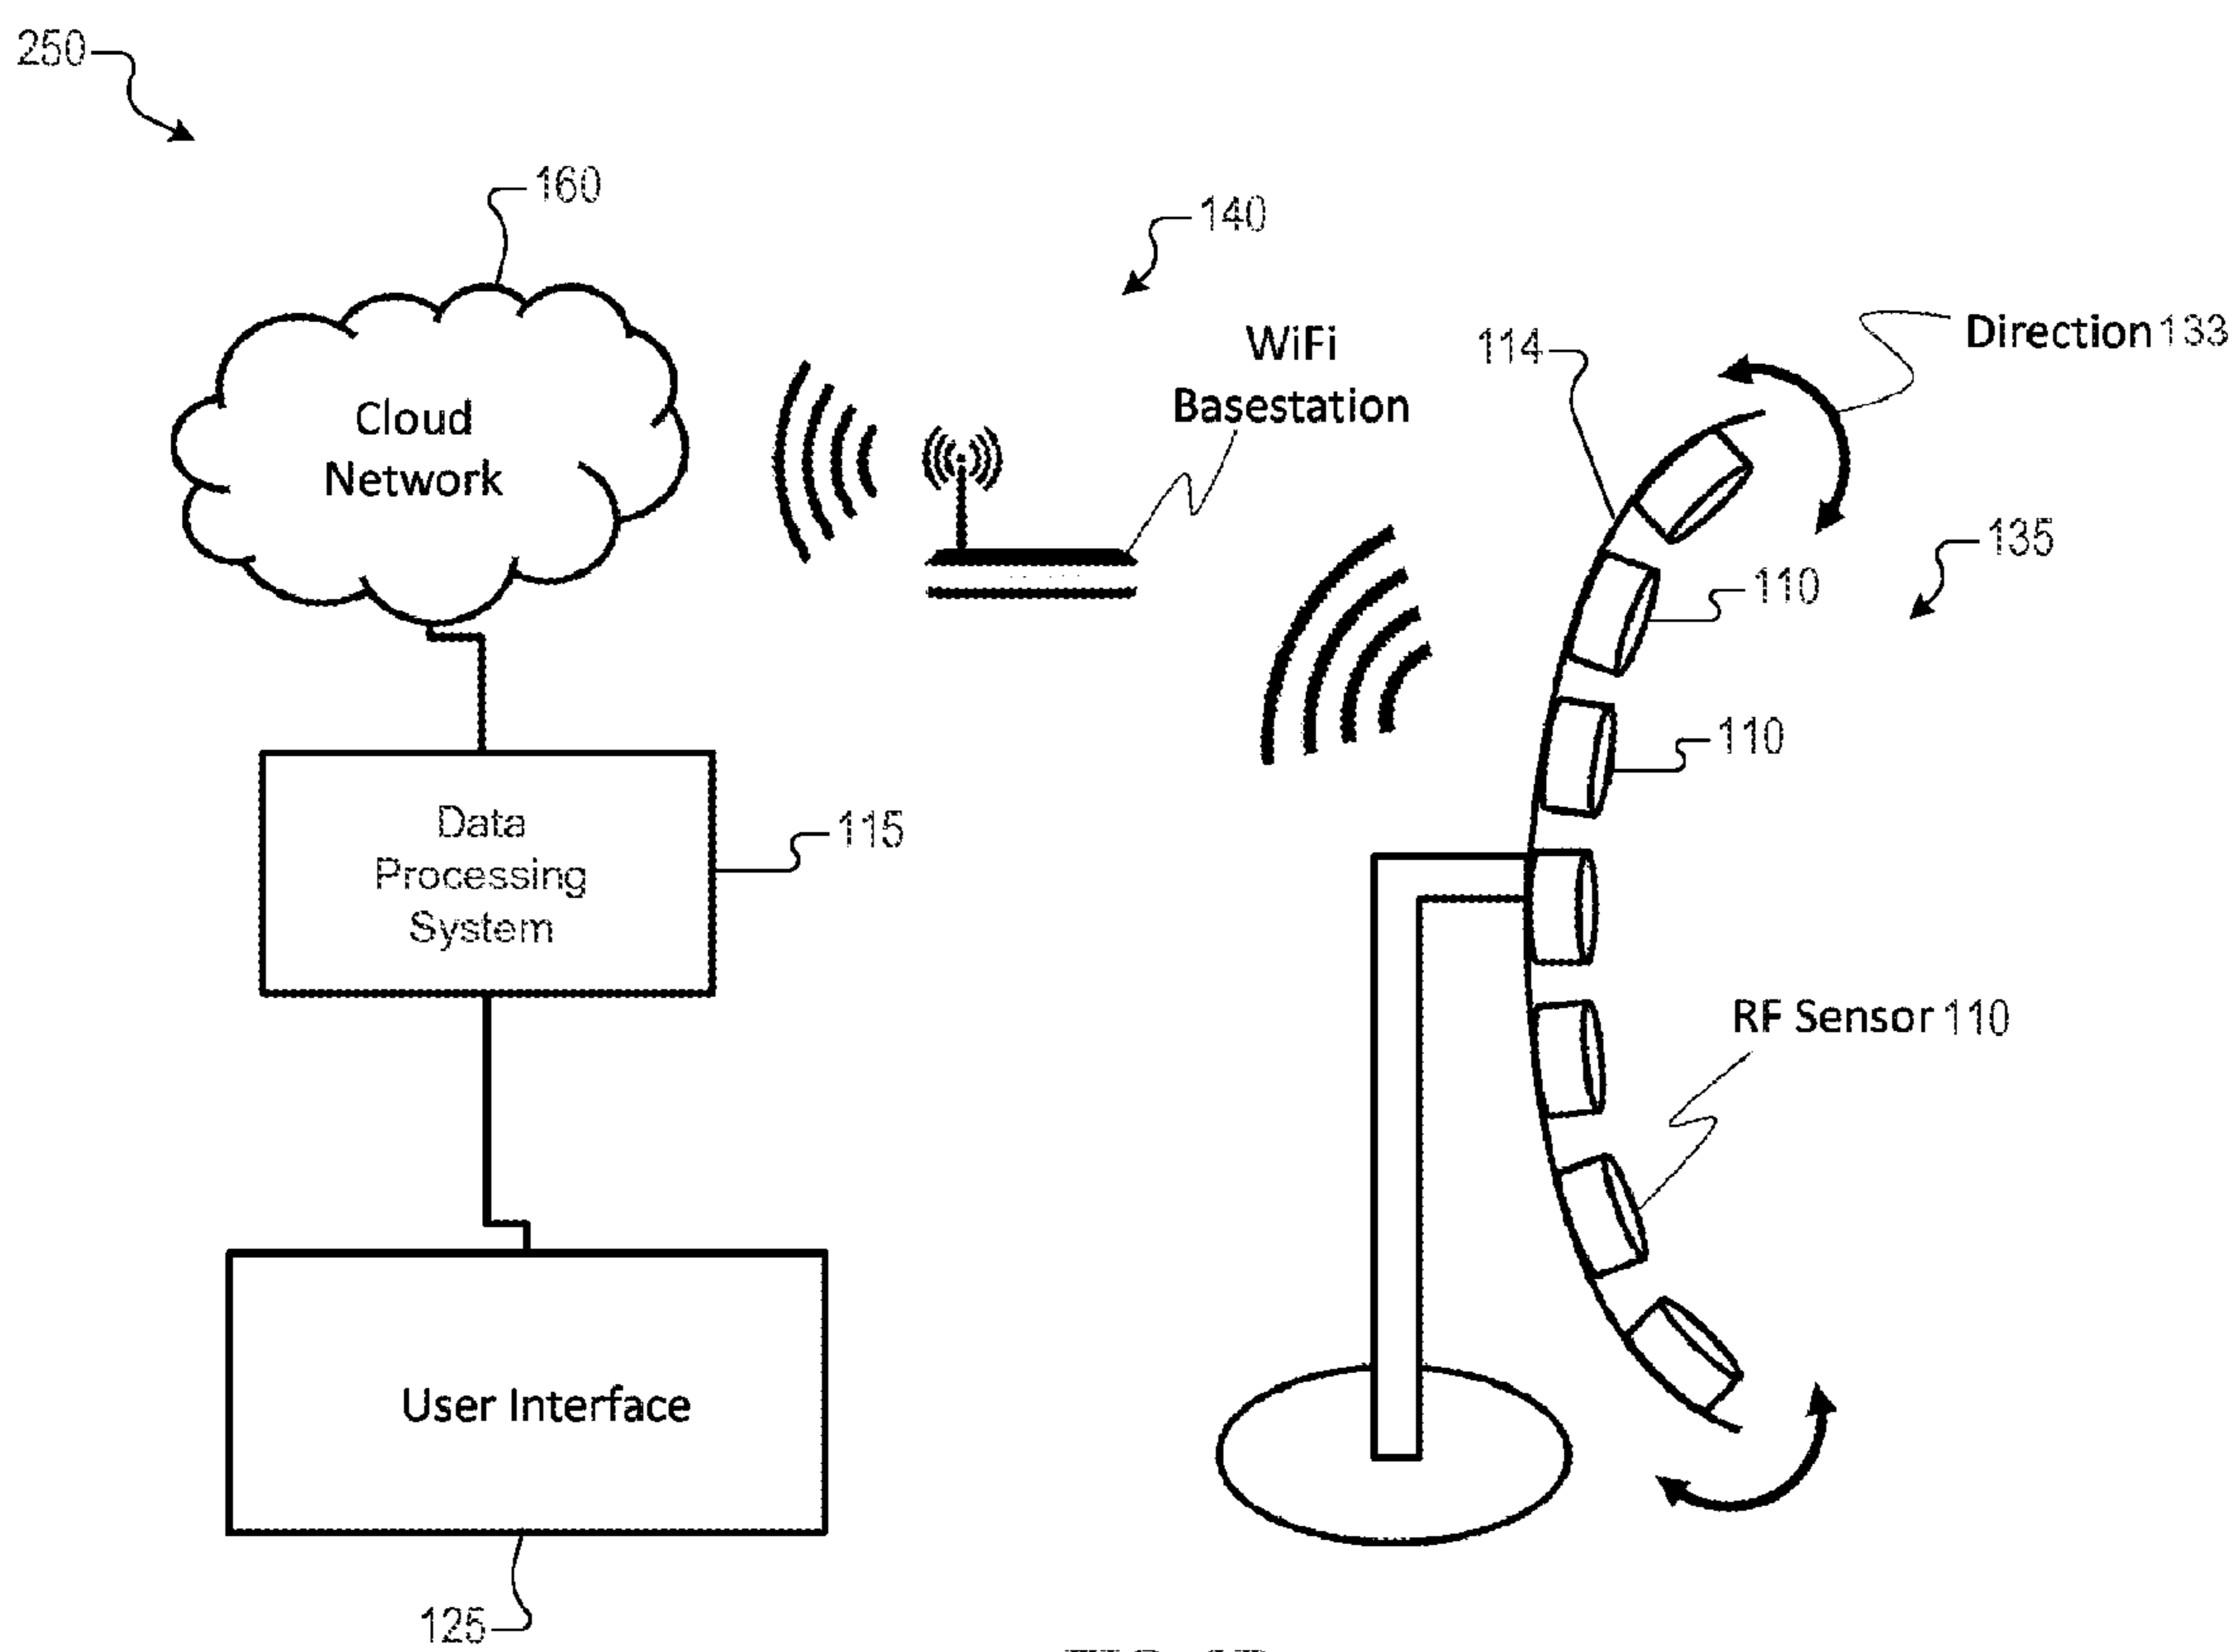 250
160
140
Cloud
Network
WiFi
Basestation
114
Direction 133
135
110
110
Data
Processing
System
115
RF Sensor 110
User Interface
125